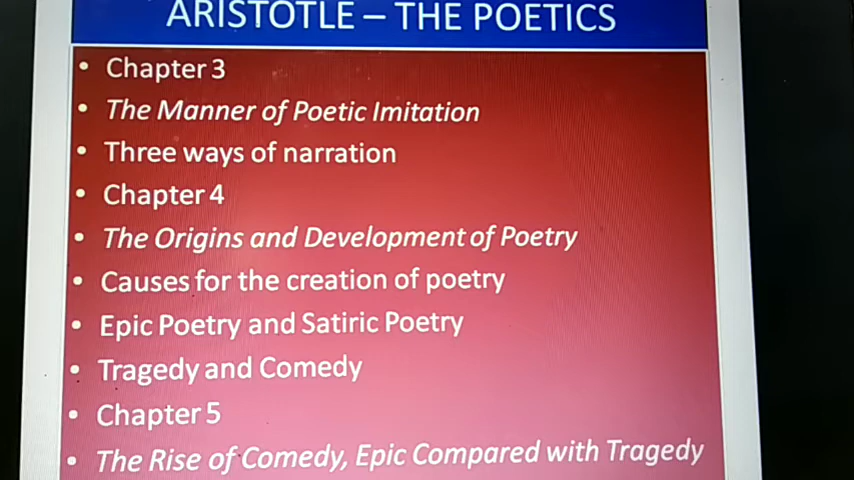 ARISTOTLE – THE POETICS
• Chapter 3
• The Manner of Poetic Imitation
• Three ways of narration
• Chapter 4
• The Origins and Development of Poetry
• Causes for the creation of poetry
• Epic Poetry and Satiric Poetry
• Tragedy and Comedy
• Chapter 5
• The Rise of Comedy, Epic Compared with Tragedy